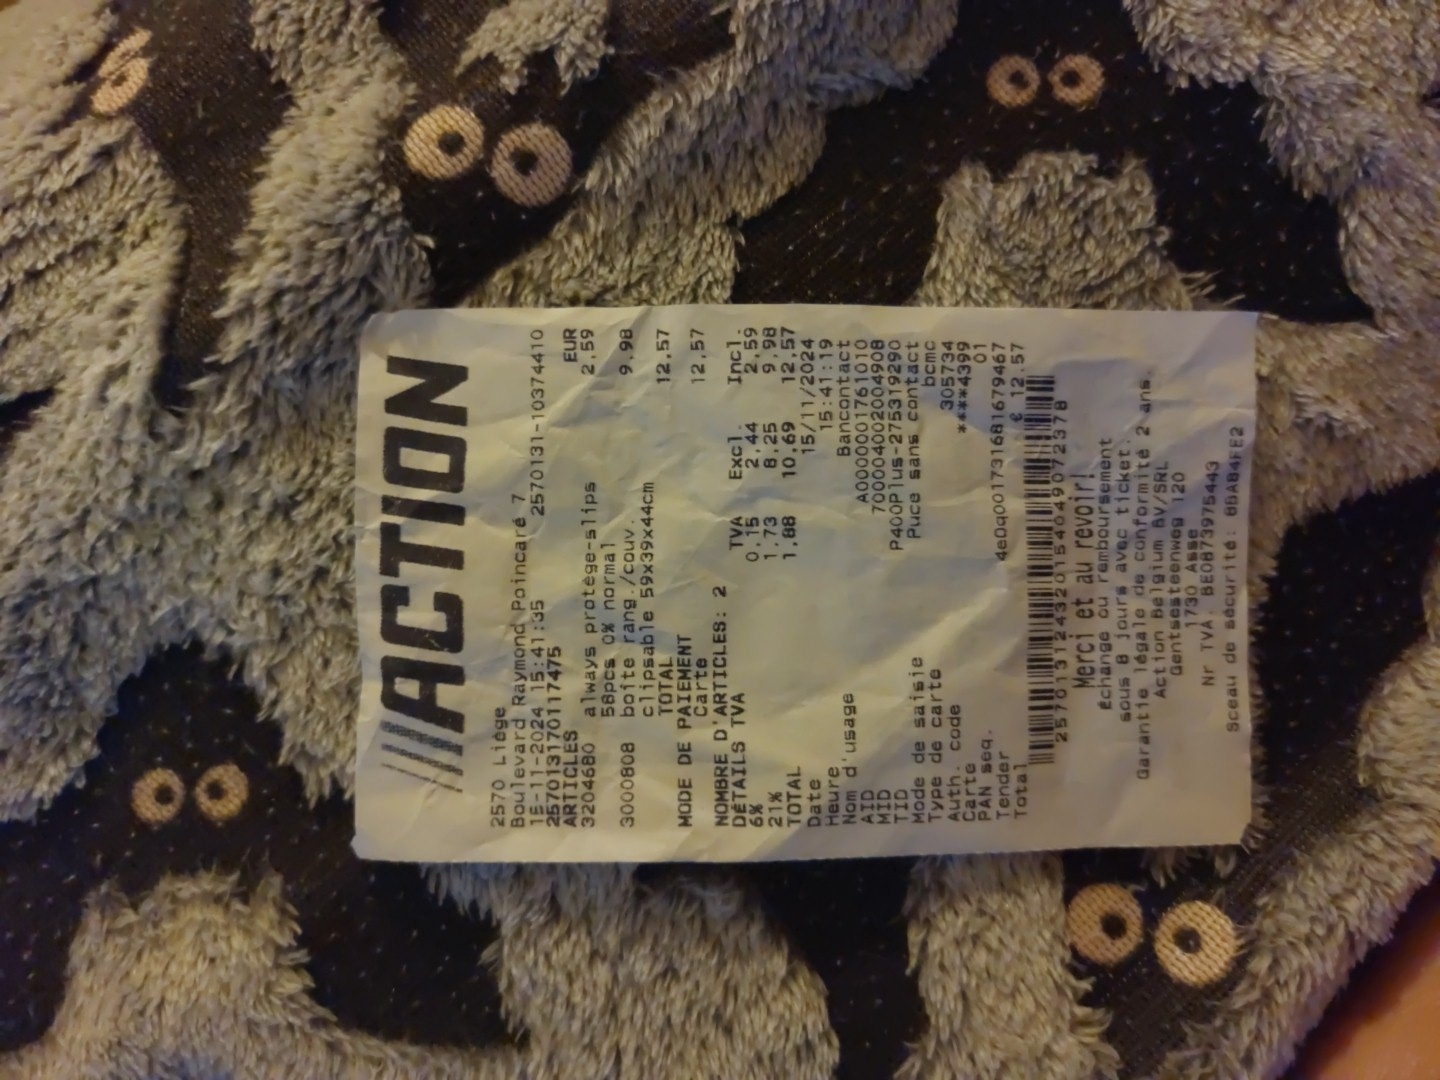 ACTION
2570 Liège
Boulevard Raymond Poincaré 7
15-11-2024 15:41:35 2570131-10374410
257013170117475
ARTICLES EUR
3204680 always protège-slips 2,59
58pcs 0% normal
3000808 boîte rang./couv. 9,98
clipsable 59x39x44cm
TOTAL 12,57
MODE DE PAIEMENT
Carte 12,57
NOMBRE D'ARTICLES: 2
DÉTAILS TVA TVA Excl. Incl.
6% 0,15 2,44 2,59
21% 1,73 8,25 9,98
TOTAL 1,88 10,69 12,57
Date 15/11/2024
Heure 15:41:19
Nom d'usage Bancontact
AID A0000001761010
MID 700004002004908
TID P400Plus-275319290
Mode de saisie Puce sans contact
Type de carte bcmc
Auth. code 305734
Carte ****4399
PAN seq. 01
Tender 4e0q001731681679467
Total € 12,57
257013124320154049072378
Merci et au revoir!
Échange ou remboursement
sous 8 jours avec ticket.
Garantie légale de conformité 2 ans.
Action Belgium BV/SRL
Gentsesteenweg 120
1730 Asse
Nr TVA: BE0873975443
Sceau de sécurité: